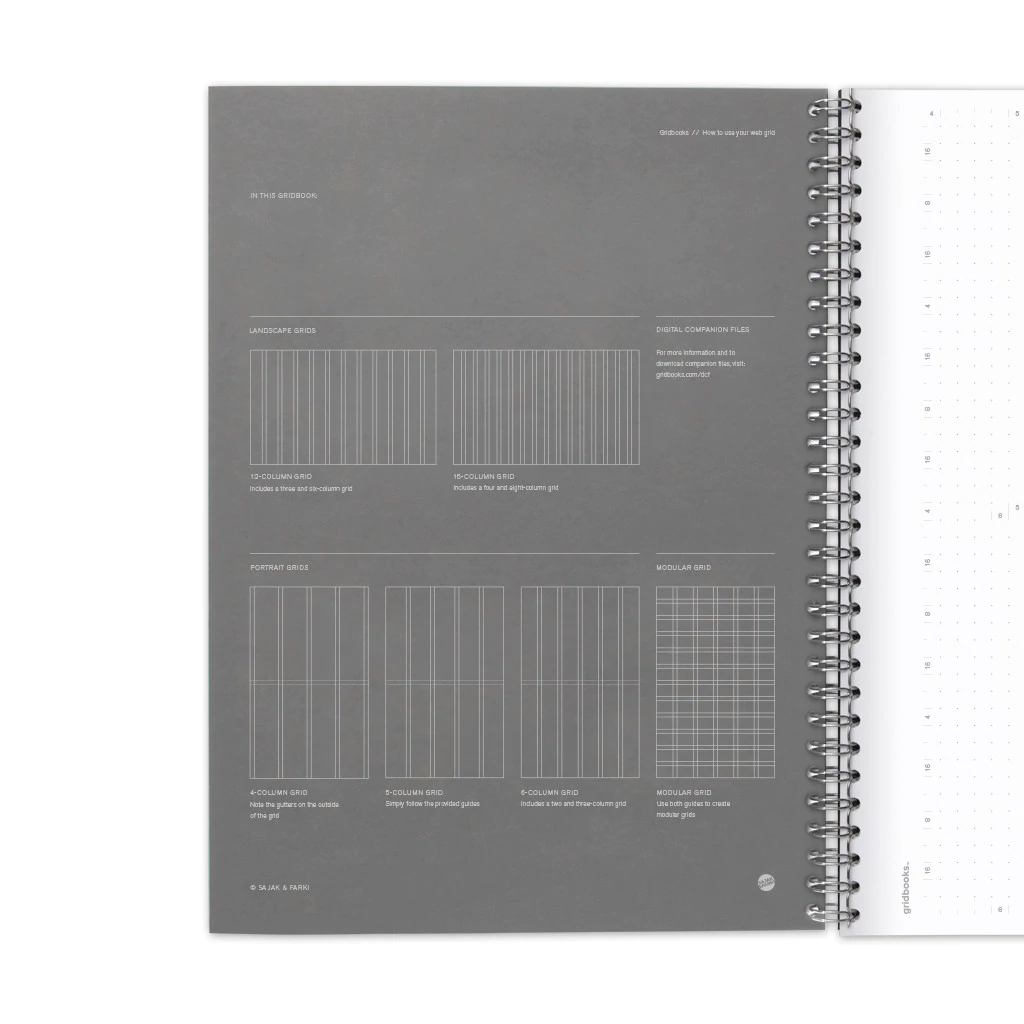 Gridbooks // How to use your web grid
IN THIS GRIDBOOK:
LANDSCAPE GRIDS
12-COLUMN GRID
Includes a three and six-column grid
16-COLUMN GRID
Includes a four and eight-column grid
DIGITAL COMPANION FILES
For more information and to
download companion files, visit:
gridbooks.com/dcf
PORTRAIT GRIDS
4-COLUMN GRID
Note the gutters on the outside
of the grid
5-COLUMN GRID
Simply follow the provided guides
6-COLUMN GRID
Includes a two and three-column grid
MODULAR GRID
MODULAR GRID
Use both guides to create
modular grids
© SAJAK & FARKI
4
5
16
8
16
4
16
8
16
4
5
6
16
8
16
4
16
8
16
6
gridbooks.